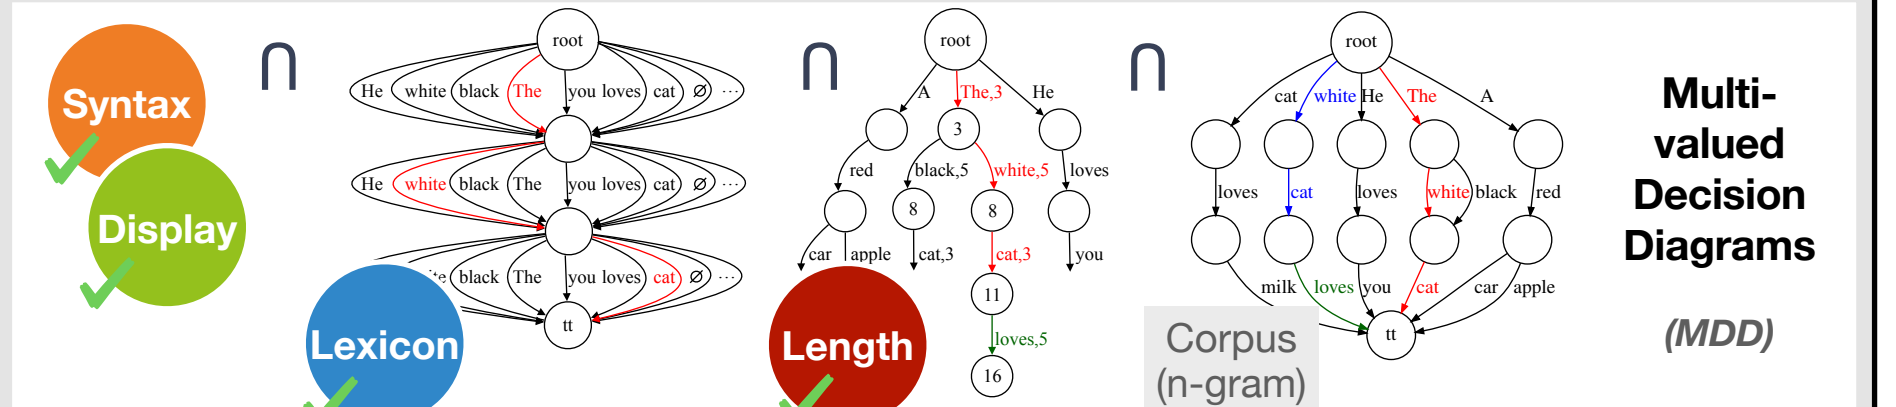 Syntax
Display
∩
root
He white black The you loves cat ∅ ...
He white black The you loves cat ∅ ...
black The you loves cat ∅ ...
tt
Lexicon
∩
root
A The,3 He
3
red black,5 white,5 loves
8 8
car apple cat,3 cat,3 you
11
loves,5
16
Length
∩
root
cat white He The A
loves cat loves white black red
milk loves you cat car apple
tt
Corpus
(n-gram)
Multi-
valued
Decision
Diagrams
(MDD)